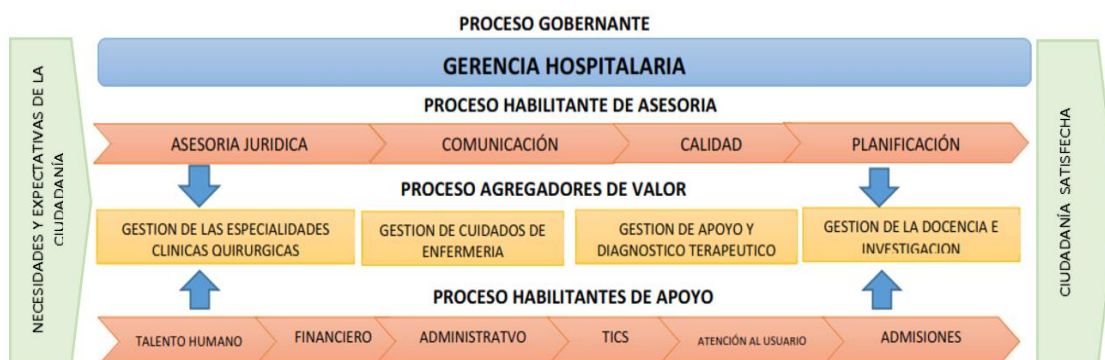 PROCESO GOBERNANTE
GERENCIA HOSPITALARIA
PROCESO HABILITANTE DE ASESORIA
ASESORIA JURIDICA
COMUNICACIÓN
CALIDAD
PLANIFICACIÓN
PROCESO AGREGADORES DE VALOR
GESTION DE LAS ESPECIALIDADES
CLINICAS QUIRURGICAS
GESTION DE CUIDADOS DE
ENFERMERIA
GESTION DE APOYO Y
DIAGNOSTICO TERAPEUTICO
GESTION DE LA DOCENCIA E
INVESTIGACION
PROCESO HABILITANTES DE APOYO
TALENTO HUMANO
FINANCIERO
ADMINISTRATVO
TICS
ATENCIÓN AL USUARIO
ADMISIONES
NECESIDADES Y EXPECTATIVAS DE LA
CIUDADANÍA
CIUDADANÍA SATISFECHA